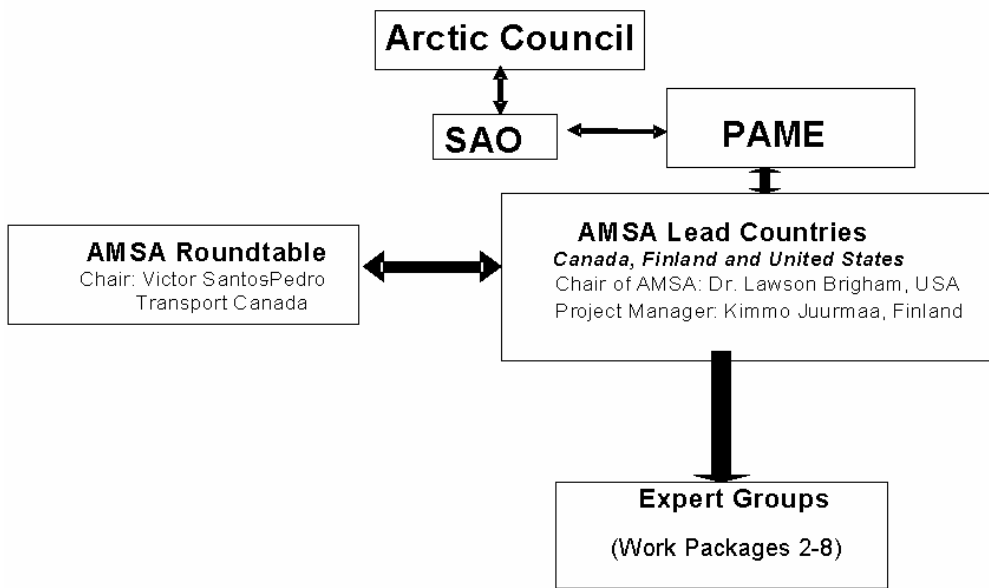 Arctic Council
SAO
PAME
AMSA Roundtable
Chair: Victor SantosPedro
Transport Canada
AMSA Lead Countries
Canada, Finland and United States
Chair of AMSA: Dr. Lawson Brigham, USA
Project Manager: Kimmo Juurmaa, Finland
Expert Groups
(Work Packages 2-8)